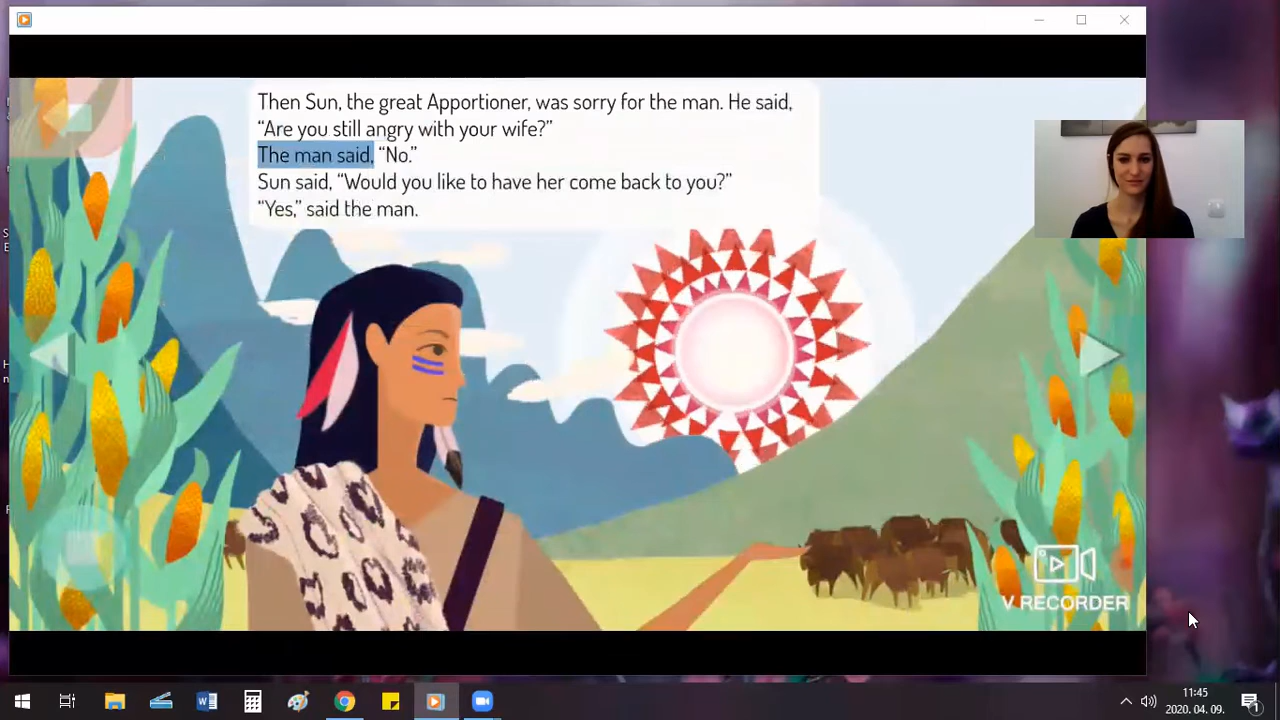 Then Sun, the great Apportioner, was sorry for the man. He said,
“Are you still angry with your wife?”
The man said, “No.”
Sun said, “Would you like to have her come back to you?”
“Yes,” said the man.
V RECORDER
11:45
2020. 04. 09.
1